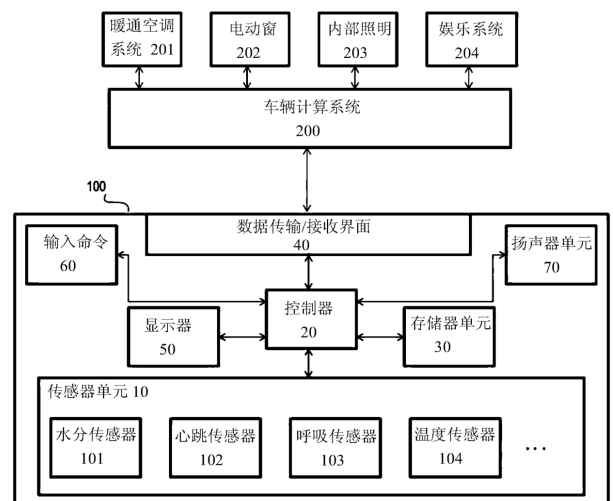 暖通空调
系统 201
电动窗
202
内部照明
203
娱乐系统
204
车辆计算系统
200
100
数据传输/接收界面
40
输入命令
60
扬声器单元
70
控制器
20
显示器
50
存储器单元
30
传感器单元 10
水分传感器
101
心跳传感器
102
呼吸传感器
103
温度传感器
104
...